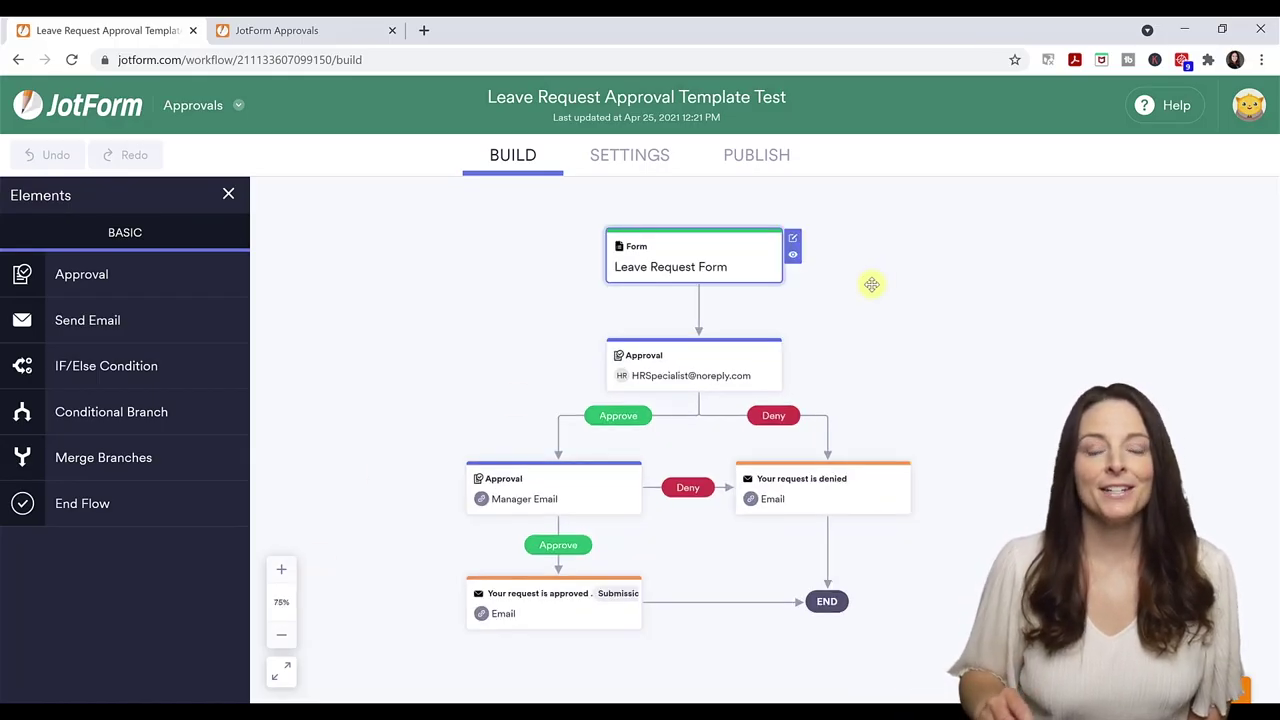 Leave Request Approval Templat
JotForm Approvals
jotform.com/workflow/211133607099150/build
9
JotForm
Approvals
Leave Request Approval Template Test
Last updated at Apr 25, 2021 12:21 PM
? Help
Undo
Redo
BUILD
SETTINGS
PUBLISH
Elements
BASIC
Approval
Send Email
IF/Else Condition
Conditional Branch
Merge Branches
End Flow
Form
Leave Request Form
Approval
HR HRSpecialist@noreply.com
Approve
Deny
Approval
Manager Email
Deny
Your request is denied
Email
Approve
Your request is approved . Submissic
Email
END
75%